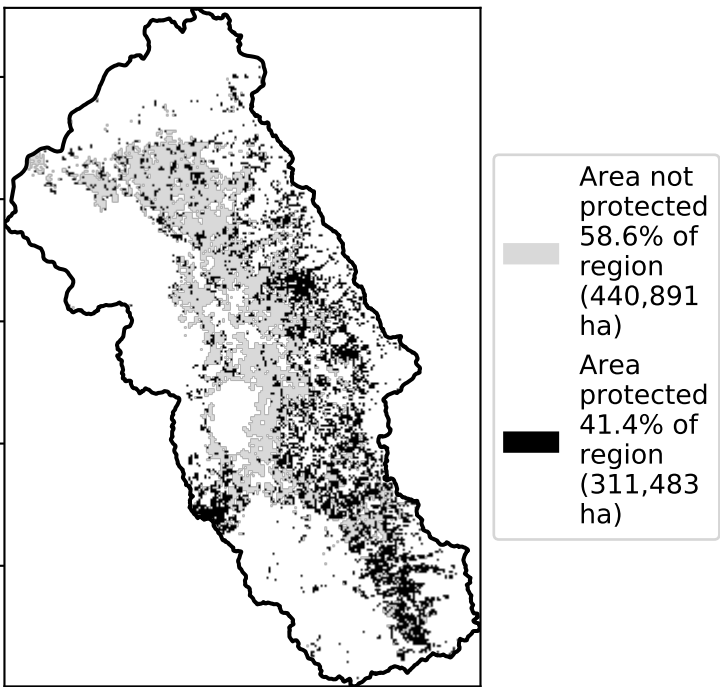 Area not
protected
58.6% of
region
(440,891
ha)
Area
protected
41.4% of
region
(311,483
ha)